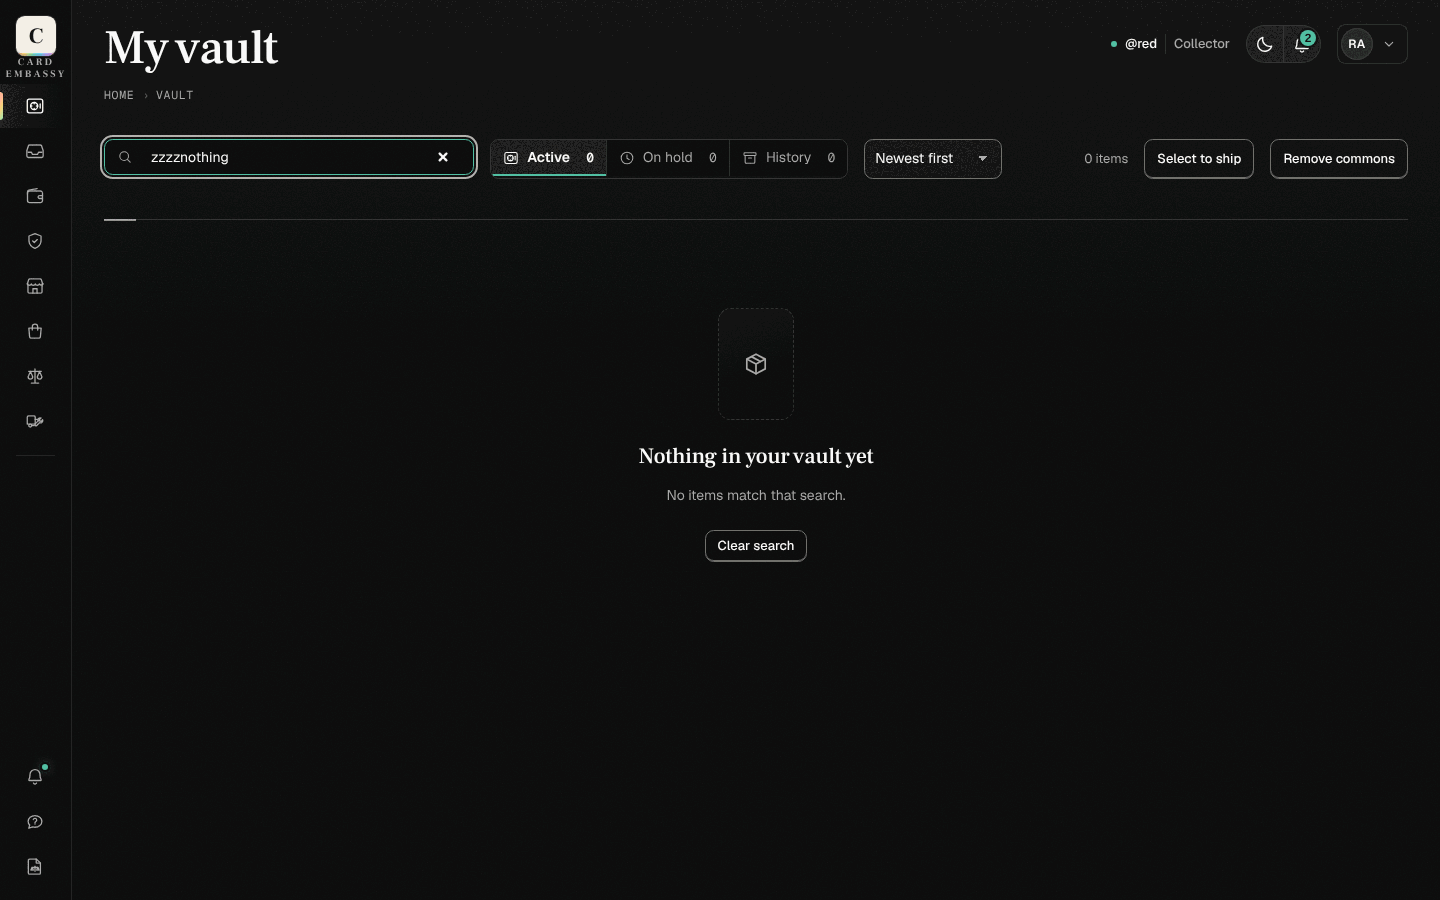 C
CARD
EMBASSY
My vault
@red
Collector
2
RA
HOME › VAULT
zzzznothing
Active 0
On hold 0
History 0
Newest first
0 items
Select to ship
Remove commons
Nothing in your vault yet
No items match that search.
Clear search